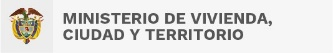 MINISTERIO DE VIVIENDA,
CIUDAD Y TERRITORIO